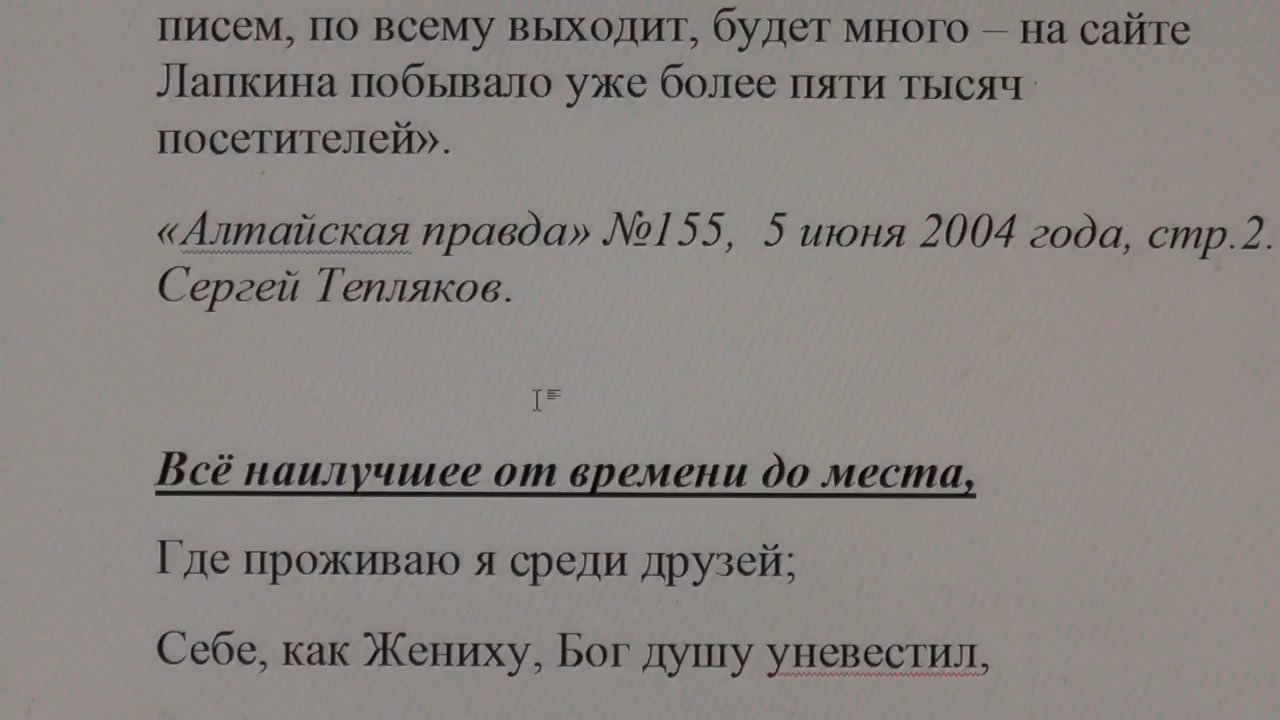 писем, по всему выходит, будет много – на сайте
Лапкина побывало уже более пяти тысяч
посетителей».
«Алтайская правда» №155, 5 июня 2004 года, стр.2.
Сергей Тепляков.
Всё наилучшее от времени до места,
Где проживаю я среди друзей;
Себе, как Жениху, Бог душу уневестил,